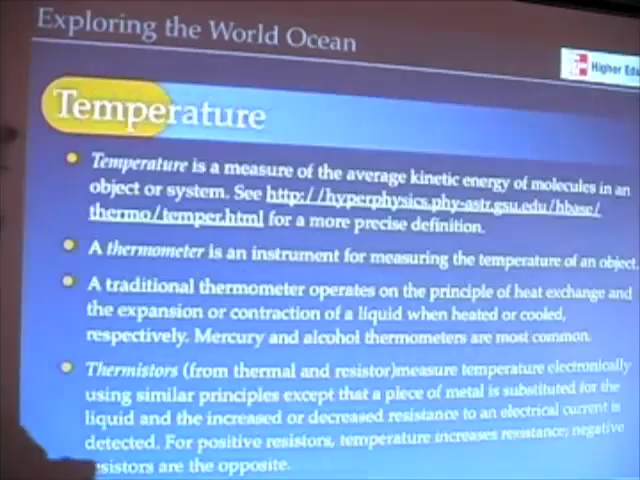 Exploring the World Ocean
Higher Edu
Temperature
Temperature is a measure of the average kinetic energy of molecules in an
object or system. See http://hyperphysics.phy-astr.gsu.edu/hbase/
thermo/temper.html for a more precise definition.
A thermometer is an instrument for measuring the temperature of an object.
A traditional thermometer operates on the principle of heat exchange and
the expansion or contraction of a liquid when heated or cooled,
respectively. Mercury and alcohol thermometers are most common.
Thermistors (from thermal and resistor)measure temperature electronically
using similar principles except that a piece of metal is substituted for the
liquid and the increased or decreased resistance to an electrical current is
detected. For positive resistors, temperature increases resistance; negative
resistors are the opposite.